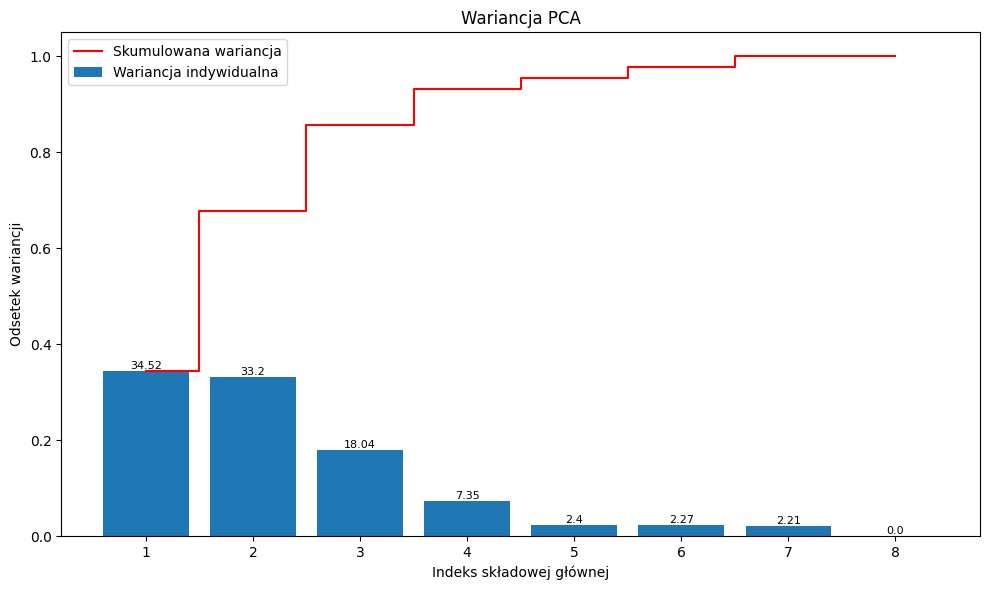 Wariancja PCA
Skumulowana wariancja
Wariancja indywidualna
Odsetek wariancji
1.0
0.8
0.6
0.4
0.2
0.0
34.52
33.2
18.04
7.35
2.4
2.27
2.21
0.0
1 2 3 4 5 6 7 8
Indeks składowej głównej